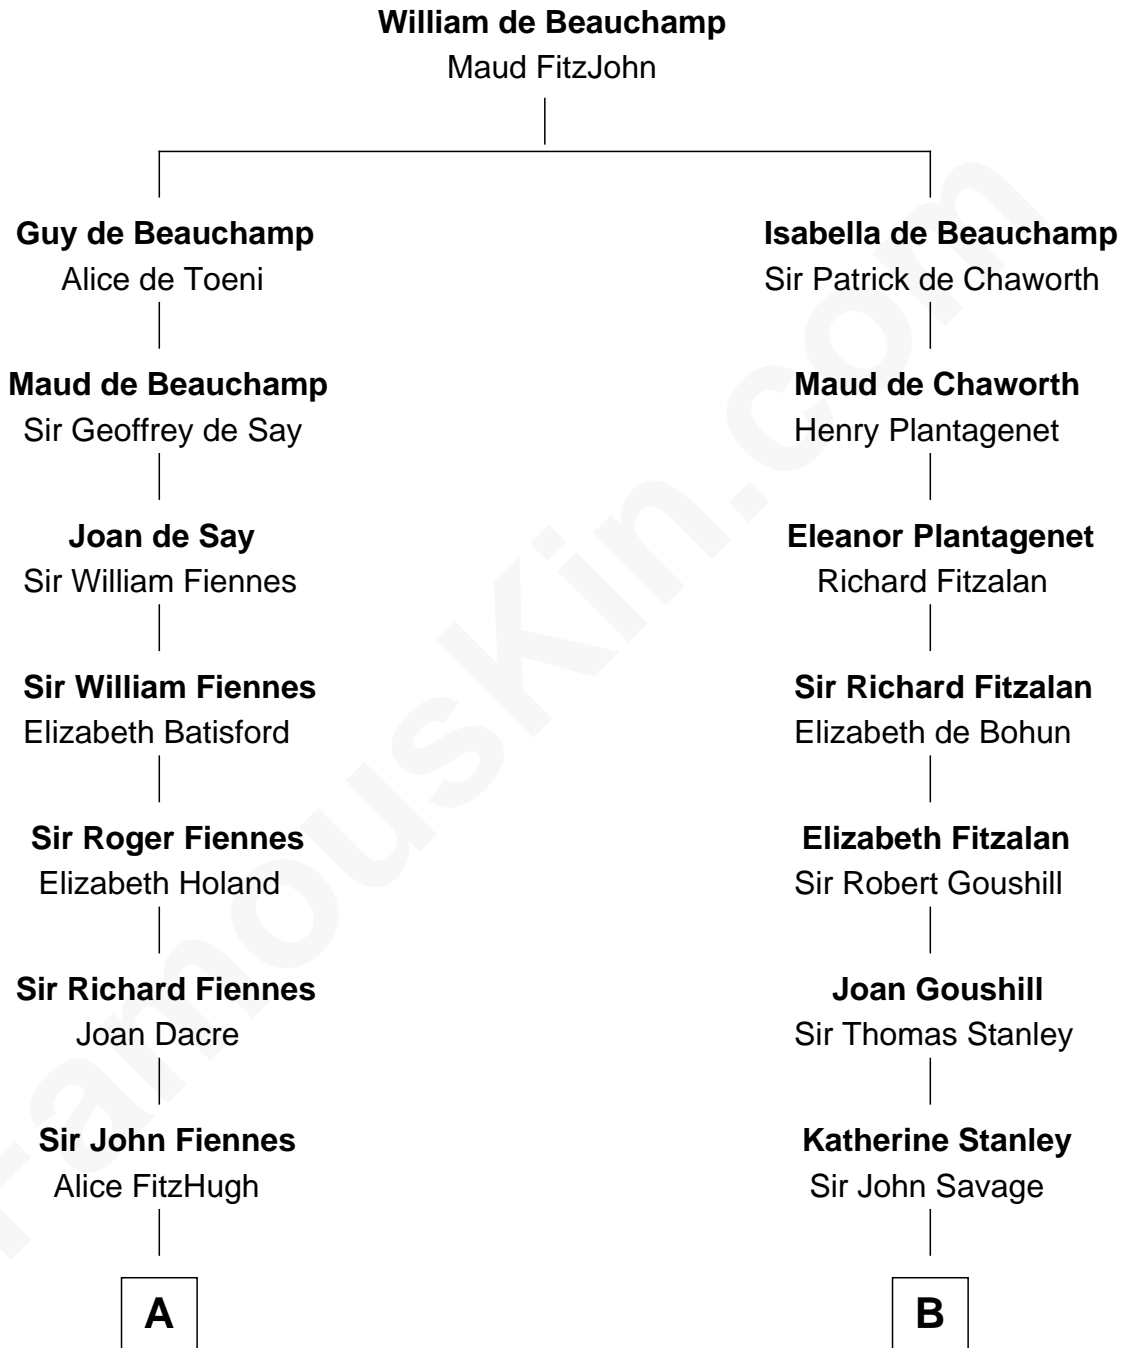 William de Beauchamp
Maud FitzJohn
Guy de Beauchamp
Alice de Toeni
Isabella de Beauchamp
Sir Patrick de Chaworth
Maud de Beauchamp
Sir Geoffrey de Say
Maud de Chaworth
Henry Plantagenet
Joan de Say
Sir William Fiennes
Eleanor Plantagenet
Richard Fitzalan
Sir William Fiennes
Elizabeth Batisford
Sir Richard Fitzalan
Elizabeth de Bohun
Sir Roger Fiennes
Elizabeth Holand
Elizabeth Fitzalan
Sir Robert Goushill
Sir Richard Fiennes
Joan Dacre
Joan Goushill
Sir Thomas Stanley
Sir John Fiennes
Alice FitzHugh
Katherine Stanley
Sir John Savage
A
B
FamousKin.com